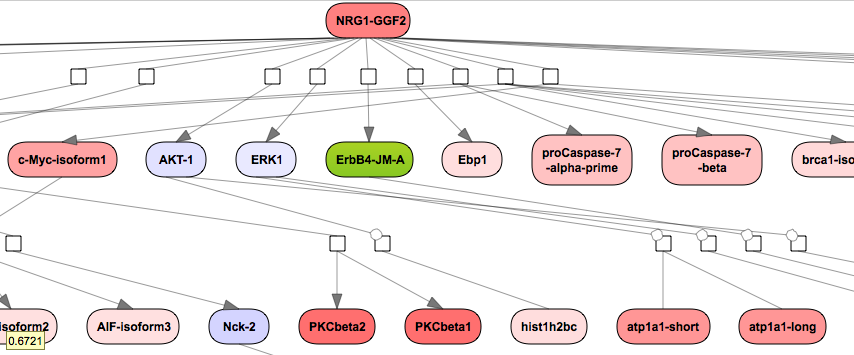 NRG1-GGF2
c-Myc-isoform1
AKT-1
ERK1
ErbB4-JM-A
Ebp1
proCaspase-7
-alpha-prime
proCaspase-7
-beta
brca1-iso
isoform2
0.6721
AIF-isoform3
Nck-2
PKCbeta2
PKCbeta1
hist1h2bc
atp1a1-short
atp1a1-long